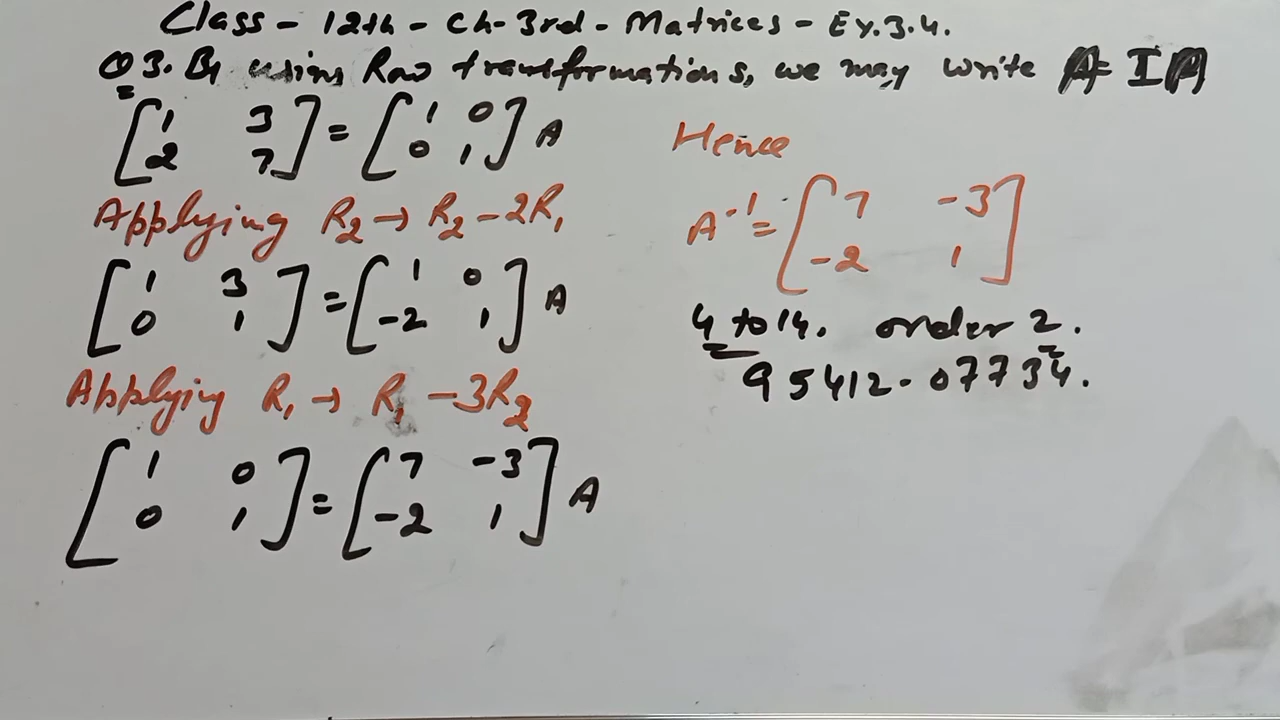 Class - 12th - Ch-3rd - Matrices - Ex.3.4.
Q3. By using Row transformations, we may write A = IA
[1 3] = [1 0] A
[2 7] [0 1]
Applying R₂ → R₂ - 2R₁
[1 3] = [1 0] A
[0 1] [-2 1]
Applying R₁ → R₁ - 3R₂
[1 0] = [7 -3] A
[0 1] [-2 1]
Hence
A⁻¹ = [7 -3]
[-2 1]
4 to 14. order 2.
95412-07734.